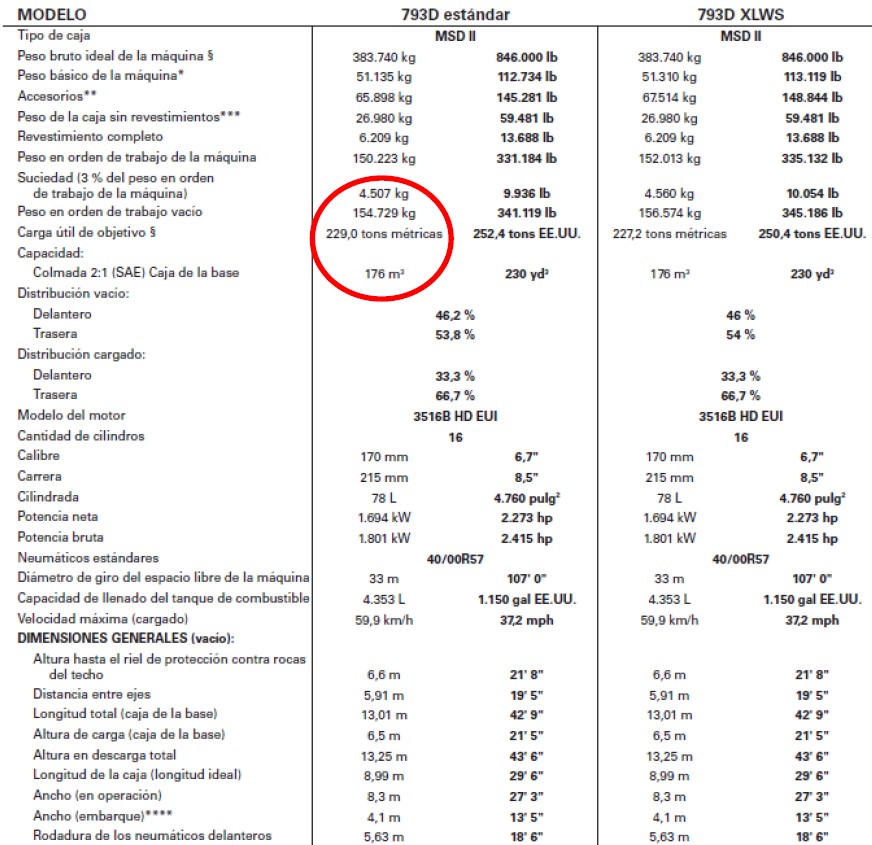 MODELO 793D estándar 793D XLWS
Tipo de caja MSD II MSD II
Peso bruto ideal de la máquina § 383.740 kg 846.000 lb 383.740 kg 846.000 lb
Peso básico de la máquina* 51.135 kg 112.734 lb 51.310 kg 113.119 lb
Accesorios** 65.898 kg 145.281 lb 67.514 kg 148.844 lb
Peso de la caja sin revestimientos*** 26.980 kg 59.481 lb 26.980 kg 59.481 lb
Revestimiento completo 6.209 kg 13.688 lb 6.209 kg 13.688 lb
Peso en orden de trabajo de la máquina 150.223 kg 331.184 lb 152.013 kg 335.132 lb
Suciedad (3 % del peso en orden
de trabajo de la máquina) 4.507 kg 9.936 lb 4.560 kg 10.054 lb
Peso en orden de trabajo vacío 154.729 kg 341.119 lb 156.574 kg 345.186 lb
Carga útil de objetivo § 229,0 tons métricas 252,4 tons EE.UU. 227,2 tons métricas 250,4 tons EE.UU.
Capacidad:
Colmada 2:1 (SAE) Caja de la base 176 m³ 230 yd³ 176 m³ 230 yd³
Distribución vacío:
Delantero 46,2 % 46 %
Trasera 53,8 % 54 %
Distribución cargado:
Delantero 33,3 % 33,3 %
Trasera 66,7 % 66,7 %
Modelo del motor 3516B HD EUI 3516B HD EUI
Cantidad de cilindros 16 16
Calibre 170 mm 6,7" 170 mm 6,7"
Carrera 215 mm 8,5" 215 mm 8,5"
Cilindrada 78 L 4.760 pulg² 78 L 4.760 pulg²
Potencia neta 1.694 kW 2.273 hp 1.694 kW 2.273 hp
Potencia bruta 1.801 kW 2.415 hp 1.801 kW 2.415 hp
Neumáticos estándares 40/00R57 40/00R57
Diámetro de giro del espacio libre de la máquina 33 m 107' 0" 33 m 107' 0"
Capacidad de llenado del tanque de combustible 4.353 L 1.150 gal EE.UU. 4.353 L 1.150 gal EE.UU.
Velocidad máxima (cargado) 59,9 km/h 37,2 mph 59,9 km/h 37,2 mph
DIMENSIONES GENERALES (vacío):
Altura hasta el riel de protección contra rocas
del techo 6,6 m 21' 8" 6,6 m 21' 8"
Distancia entre ejes 5,91 m 19' 5" 5,91 m 19' 5"
Longitud total (caja de la base) 13,01 m 42' 9" 13,01 m 42' 9"
Altura de carga (caja de la base) 6,5 m 21' 5" 6,5 m 21' 5"
Altura en descarga total 13,25 m 43' 6" 13,25 m 43' 6"
Longitud de la caja (longitud ideal) 8,99 m 29' 6" 8,99 m 29' 6"
Ancho (en operación) 8,3 m 27' 3" 8,3 m 27' 3"
Ancho (embarque)**** 4,1 m 13' 5" 4,1 m 13' 5"
Rodadura de los neumáticos delanteros 5,63 m 18' 6" 5,63 m 18' 6"